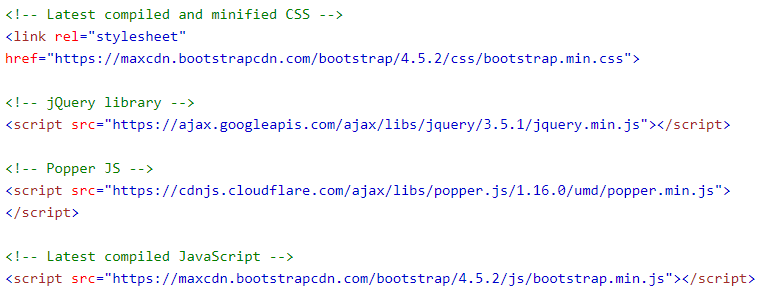 <!-- Latest compiled and minified CSS -->
<link rel="stylesheet"
href="https://maxcdn.bootstrapcdn.com/bootstrap/4.5.2/css/bootstrap.min.css">
<!-- jQuery library -->
<script src="https://ajax.googleapis.com/ajax/libs/jquery/3.5.1/jquery.min.js"></script>
<!-- Popper JS -->
<script src="https://cdnjs.cloudflare.com/ajax/libs/popper.js/1.16.0/umd/popper.min.js">
</script>
<!-- Latest compiled JavaScript -->
<script src="https://maxcdn.bootstrapcdn.com/bootstrap/4.5.2/js/bootstrap.min.js"></script>